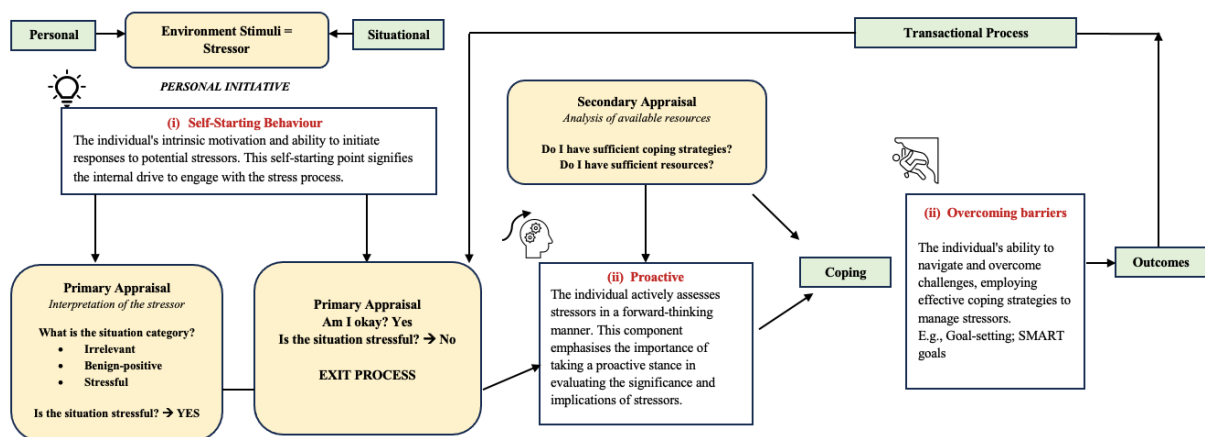 Personal
Environment Stimuli =
Stressor
Situational
Transactional Process
PERSONAL INITIATIVE
(i) Self-Starting Behaviour
The individual's intrinsic motivation and ability to initiate
responses to potential stressors. This self-starting point signifies
the internal drive to engage with the stress process.
Secondary Appraisal
Analysis of available resources
Do I have sufficient coping strategies?
Do I have sufficient resources?
Primary Appraisal
Interpretation of the stressor
What is the situation category?
• Irrelevant
• Benign-positive
• Stressful
Is the situation stressful? → YES
Primary Appraisal
Am I okay? Yes
Is the situation stressful? → No
EXIT PROCESS
(ii) Proactive
The individual actively assesses
stressors in a forward-thinking
manner. This component
emphasises the importance of
taking a proactive stance in
evaluating the significance and
implications of stressors.
Coping
(ii) Overcoming barriers
The individual's ability to
navigate and overcome
challenges, employing
effective coping strategies to
manage stressors.
E.g., Goal-setting; SMART
goals
Outcomes